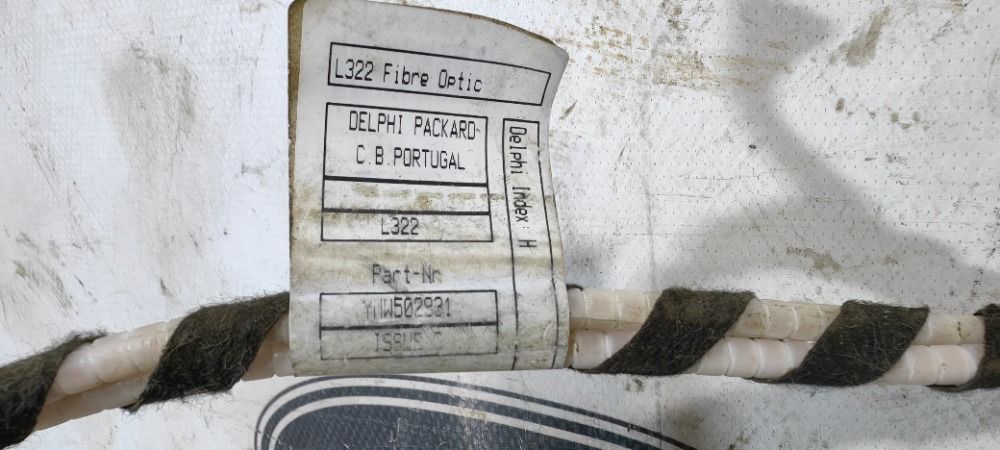 L322 Fibre Optic
DELPHI PACKARD
C.B.PORTUGAL
L322
Part-Nr
YMW502931
ISSUE
Delphi Index: H